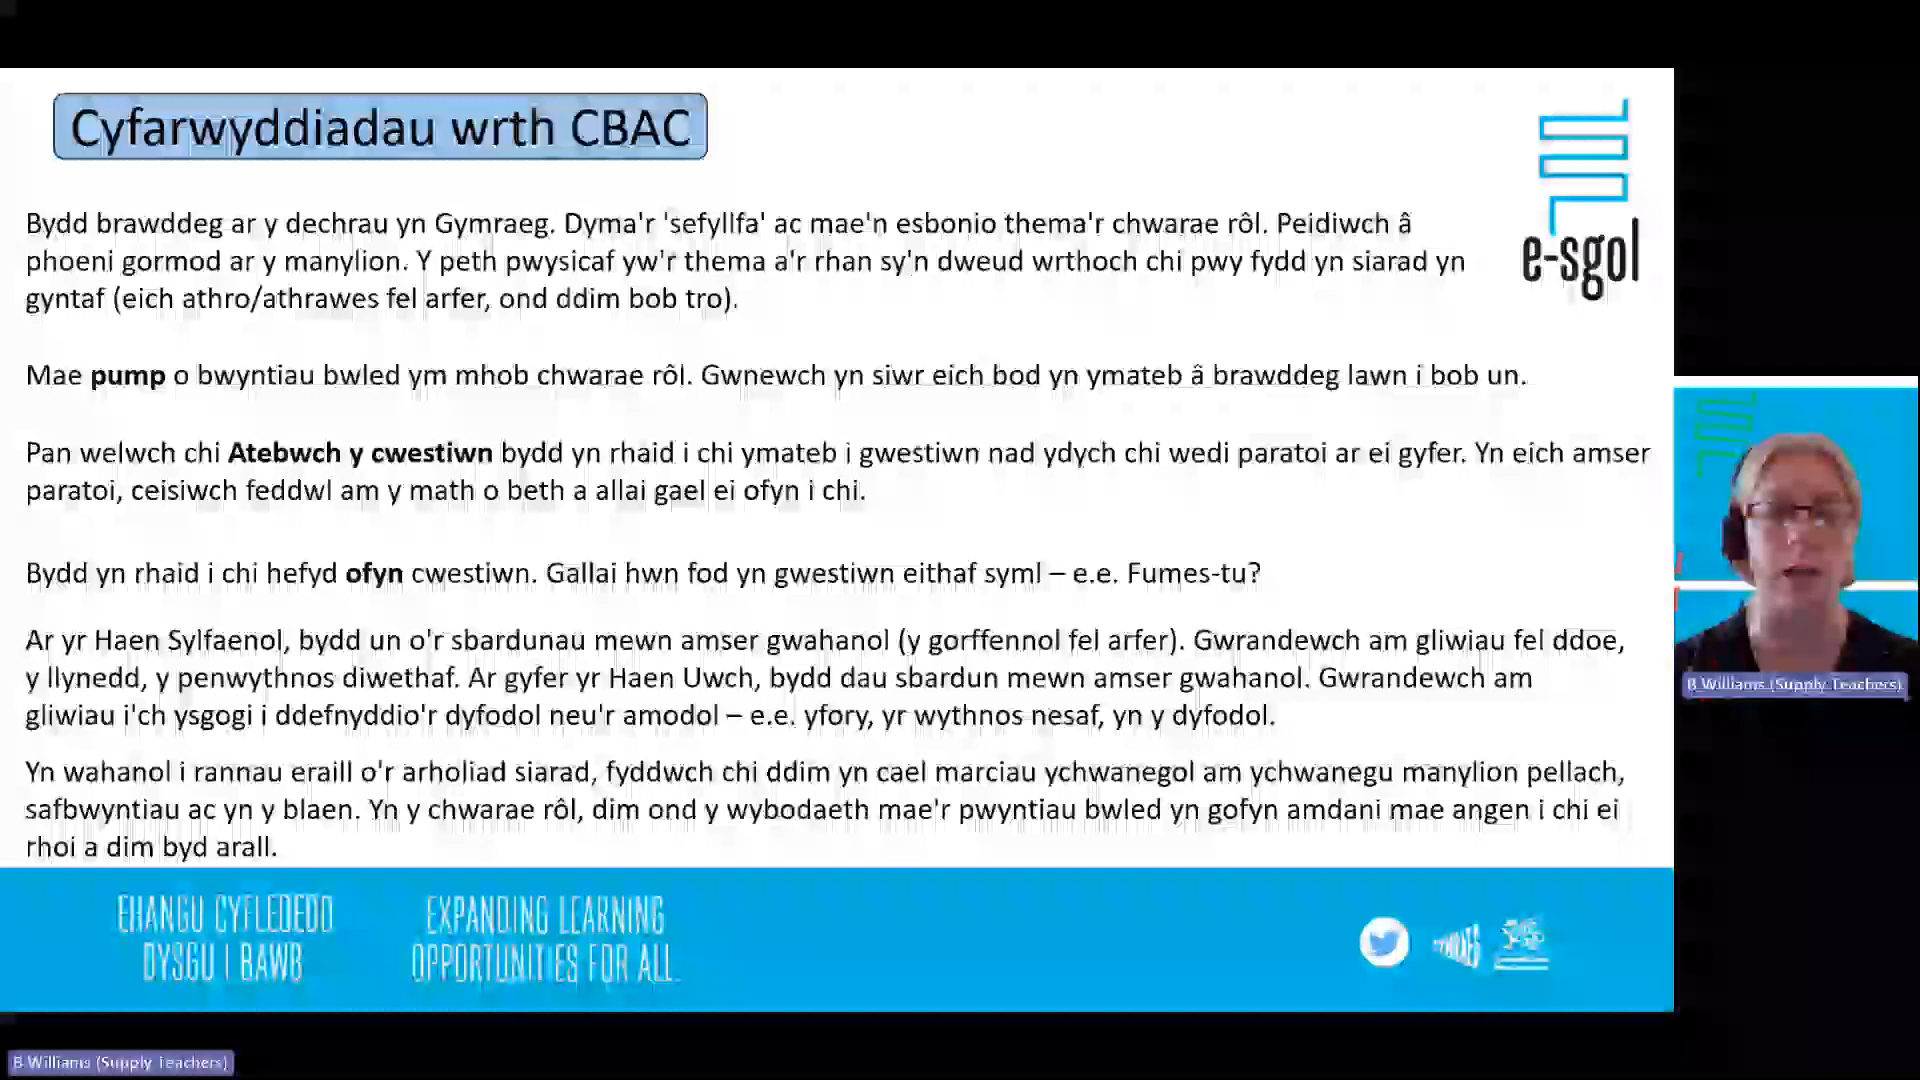 Cyfarwyddiadau wrth CBAC
e-sgol
Bydd brawddeg ar y dechrau yn Gymraeg. Dyma'r 'sefyllfa' ac mae'n esbonio thema'r chwarae rôl. Peidiwch â
phoeni gormod ar y manylion. Y peth pwysicaf yw'r thema a'r rhan sy'n dweud wrthoch chi pwy fydd yn siarad yn
gyntaf (eich athro/athrawes fel arfer, ond ddim bob tro).
Mae pump o bwyntiau bwled ym mhob chwarae rôl. Gwnewch yn siwr eich bod yn ymateb â brawddeg lawn i bob un.
Pan welwch chi Atebwch y cwestiwn bydd yn rhaid i chi ymateb i gwestiwn nad ydych chi wedi paratoi ar ei gyfer. Yn eich amser
paratoi, ceisiwch feddwl am y math o beth a allai gael ei ofyn i chi.
Bydd yn rhaid i chi hefyd ofyn cwestiwn. Gallai hwn fod yn gwestiwn eithaf syml – e.e. Fumes-tu?
Ar yr Haen Sylfaenol, bydd un o'r sbardunau mewn amser gwahanol (y gorffennol fel arfer). Gwrandewch am gliwiau fel ddoe,
y llynedd, y penwythnos diwethaf. Ar gyfer yr Haen Uwch, bydd dau sbardun mewn amser gwahanol. Gwrandewch am
gliwiau i'ch ysgogi i ddefnyddio'r dyfodol neu'r amodol – e.e. yfory, yr wythnos nesaf, yn y dyfodol.
Yn wahanol i rannau eraill o'r arholiad siarad, fyddwch chi ddim yn cael marciau ychwanegol am ychwanegu manylion pellach,
safbwyntiau ac yn y blaen. Yn y chwarae rôl, dim ond y wybodaeth mae'r pwyntiau bwled yn gofyn amdani mae angen i chi ei
rhoi a dim byd arall.
EHANGU CYFLEDEDD
DYSGU I BAWB
EXPANDING LEARNING
OPPORTUNITIES FOR ALL
B Williams (Supply Teachers)
B Williams (Supply Teachers)